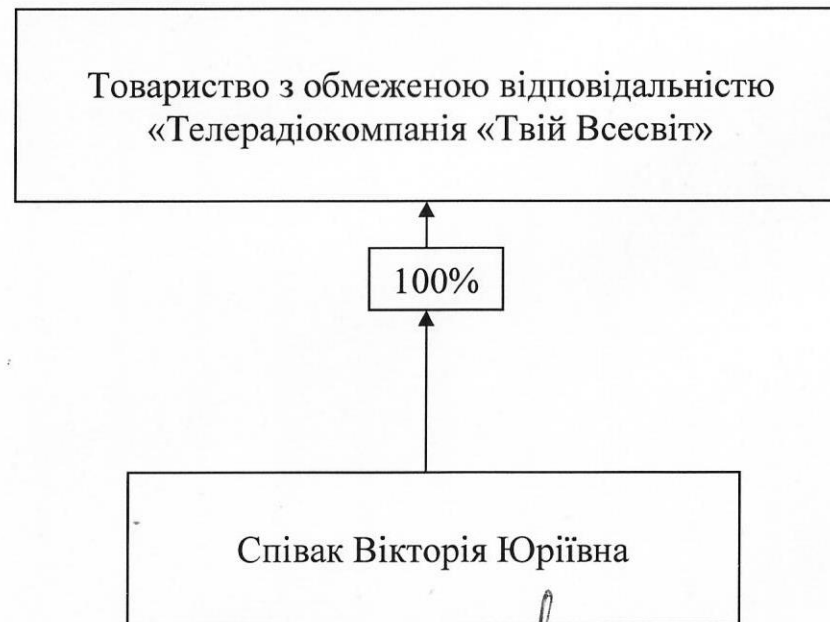 Товариство з обмеженою відповідальністю
«Телерадіокомпанія «Твій Всесвіт»
100%
Співак Вікторія Юріївна